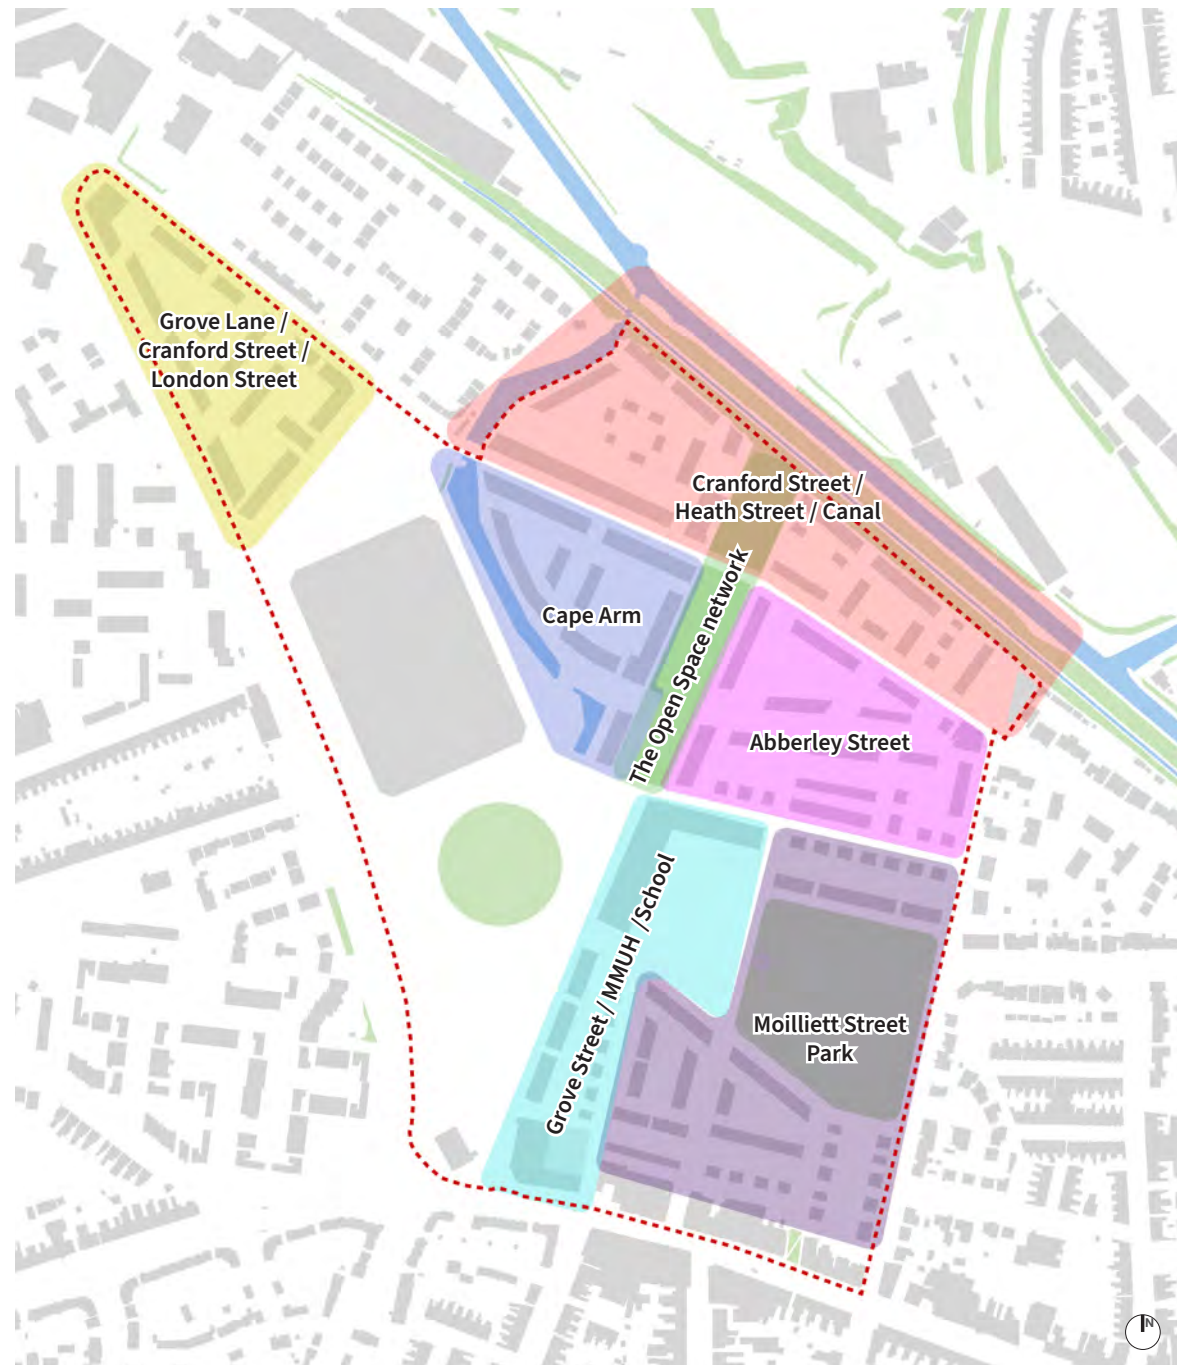 Grove Lane /
Cranford Street /
London Street
Cranford Street /
Heath Street / Canal
Cape Arm
The Open Space network
Abberley Street
Grove Street / MMUH /School
Moilliett Street
Park
N